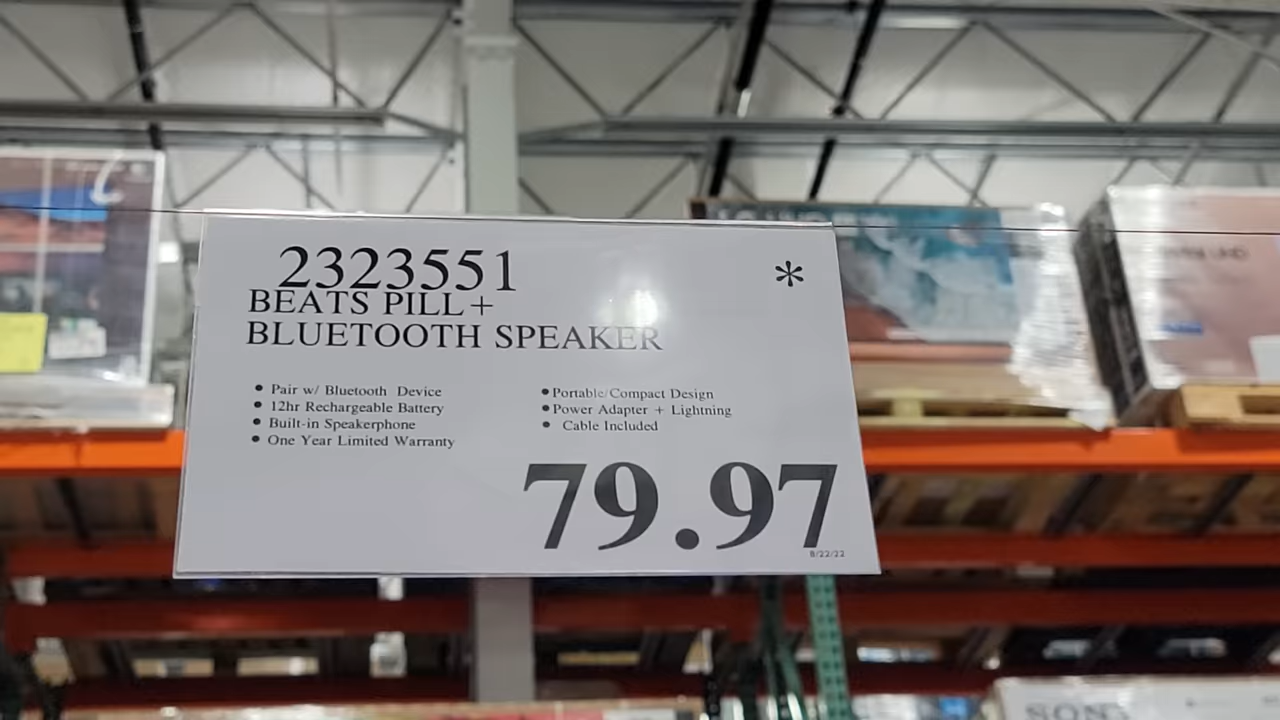 2323551
*
BEATS PILL+
BLUETOOTH SPEAKER
• Pair w/ Bluetooth Device
• 12hr Rechargeable Battery
• Built-in Speakerphone
• One Year Limited Warranty
• Portable/Compact Design
• Power Adapter + Lightning
• Cable Included
79.97
8/22/22
SONY